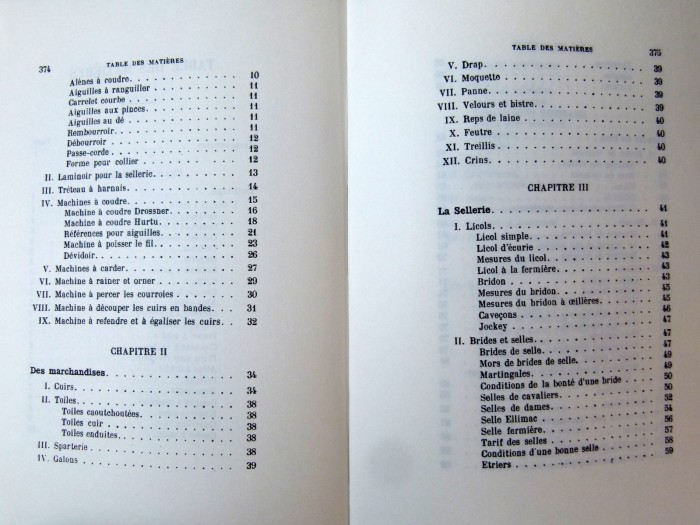 374 TABLE DES MATIÈRES
Alènes à coudre. 10
Aiguilles à ranguiller 11
Carrelet courbe 11
Aiguilles aux pinces. 11
Aiguilles au dé 11
Rembourroir. 11
Débourroir 12
Passe-corde 12
Forme pour collier 12
II. Laminoir pour la sellerie. 13
III. Tréteau à harnais. 14
IV. Machines à coudre. 15
Machine à coudre Drossner. 16
Machine à coudre Hurtu. 18
Références pour aiguilles. 21
Machine à poisser le fil. 23
Dévidoir. 26
V. Machines à carder. 27
VI. Machine à rainer et orner 29
VII. Machine à percer les courroies 30
VIII. Machine à découper les cuirs en bandes. 31
IX. Machine à refendre et à égaliser les cuirs. 32
CHAPITRE II
Des marchandises. 34
I. Cuirs. 34
II. Toiles. 38
Toiles caoutchoutées. 38
Toiles cuir 38
Toiles enduites. 38
III. Sparterie 38
IV. Galons 39
TABLE DES MATIÈRES 375
V. Drap. 39
VI. Moquette 39
VII. Panne. 39
VIII. Velours et bistre. 39
IX. Reps de laine 40
X. Feutre 40
XI. Treillis 40
XII. Crins. 40
CHAPITRE III
La Sellerie. 41
I. Licols. 41
Licol simple. 41
Licol d'écurie 42
Mesures du licol. 43
Licol à la fermière. 43
Bridon 43
Mesures du bridon 45
Mesures du bridon à œillères. 45
Caveçons 46
Jockey 47
II. Brides et selles. 47
Brides de selle. 47
Mors de brides de selle. 49
Martingales. 49
Conditions de la bonté d'une bride 50
Selles de cavaliers 50
Selles de dames. 52
Selle Ellimac 54
Selle fermière. 56
Tarif des selles 57
Conditions d'une bonne selle 58
Etriers 59